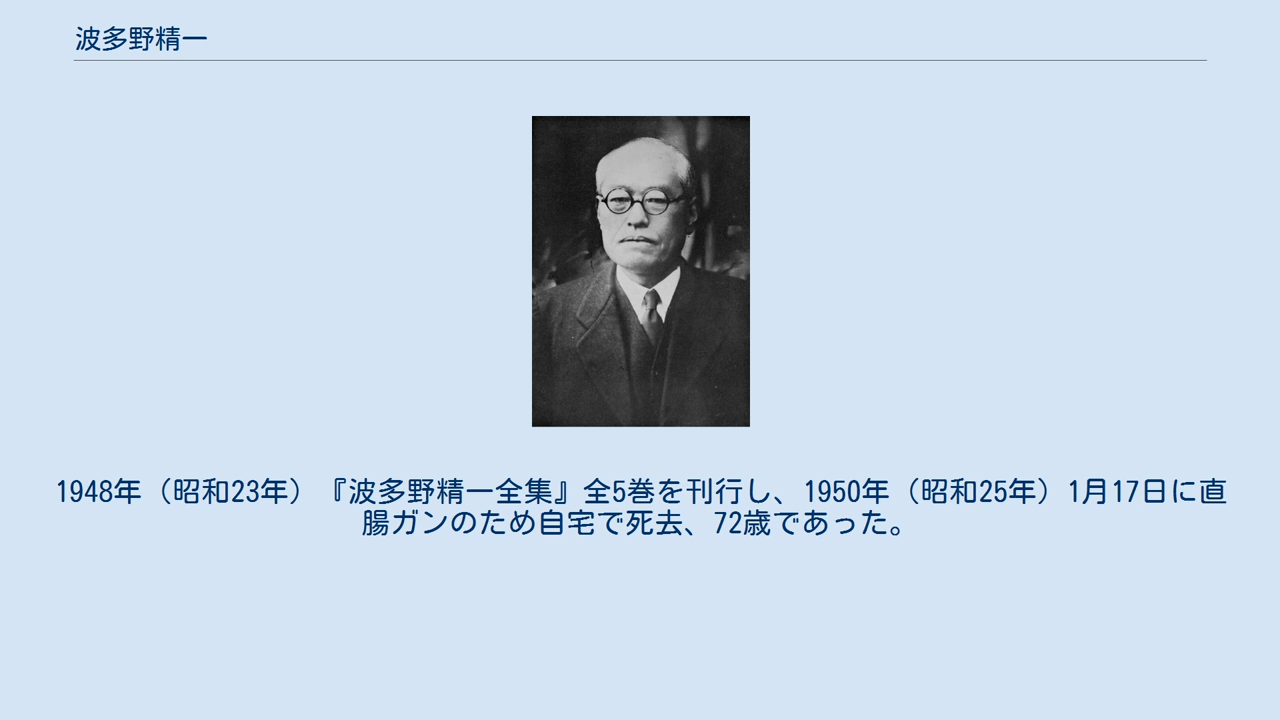 波多野精一
1948年（昭和23年）『波多野精一全集』全5巻を刊行し、1950年（昭和25年）1月17日に直
腸ガンのため自宅で死去、72歳であった。